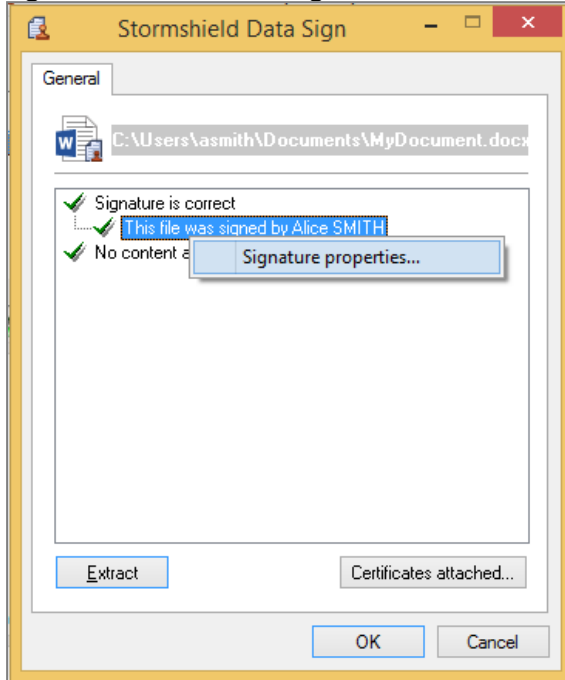 Stormshield Data Sign
General
C:\Users\asmith\Documents\MyDocument.docx
Signature is correct
This file was signed by Alice SMITH
No content a
Signature properties...
Extract
Certificates attached...
OK
Cancel